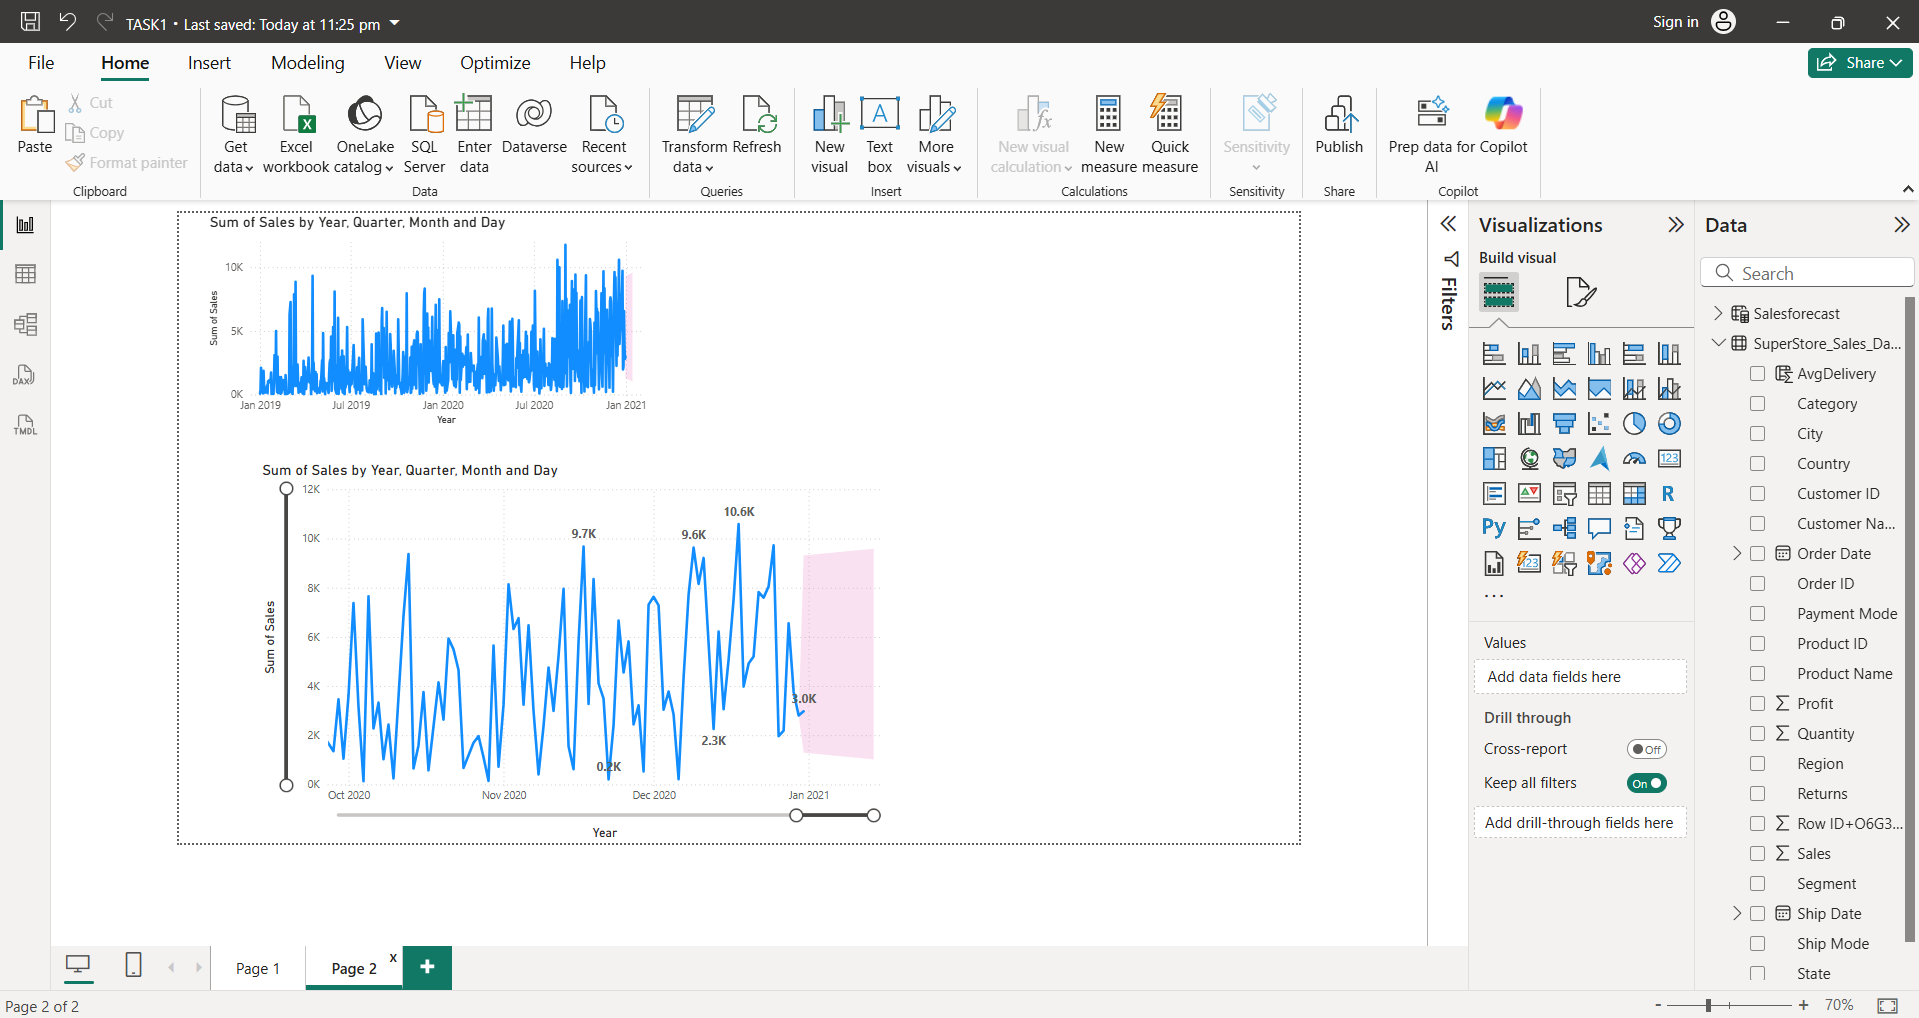 TASK1 • Last saved: Today at 11:25 pm
Sign in
File Home Insert Modeling View Optimize Help
Share
Paste
Cut
Copy
Format painter
Clipboard
Get data
Excel workbook
OneLake catalog
SQL Server
Enter data
Dataverse
Recent sources
Data
Transform data
Refresh
Queries
New visual
A
Text box
More visuals
Insert
fx
New visual calculation
New measure
Quick measure
Calculations
Sensitivity
Sensitivity
Publish
Share
Prep data for AI
Copilot
Copilot
DAX
TMDL
Sum of Sales by Year, Quarter, Month and Day
Sum of Sales
10K
5K
0K
Jan 2019 Jul 2019 Jan 2020 Jul 2020 Jan 2021
Year
Sum of Sales by Year, Quarter, Month and Day
Sum of Sales
12K
10K
8K
6K
4K
2K
0K
9.7K
9.6K
10.6K
3.0K
2.3K
0.2K
Oct 2020 Nov 2020 Dec 2020 Jan 2021
Year
Filters
Visualizations
Build visual
123
R
Py
123
...
Values
Add data fields here
Drill through
Cross-report Off
Keep all filters On
Add drill-through fields here
Data
Search
Salesforecast
SuperStore_Sales_Da...
AvgDelivery
Category
City
Country
Customer ID
Customer Na...
Order Date
Order ID
Payment Mode
Product ID
Product Name
Profit
Quantity
Region
Returns
Row ID+O6G3...
Sales
Segment
Ship Date
Ship Mode
State
Page 1
Page 2 x
+
Page 2 of 2
- + 70%